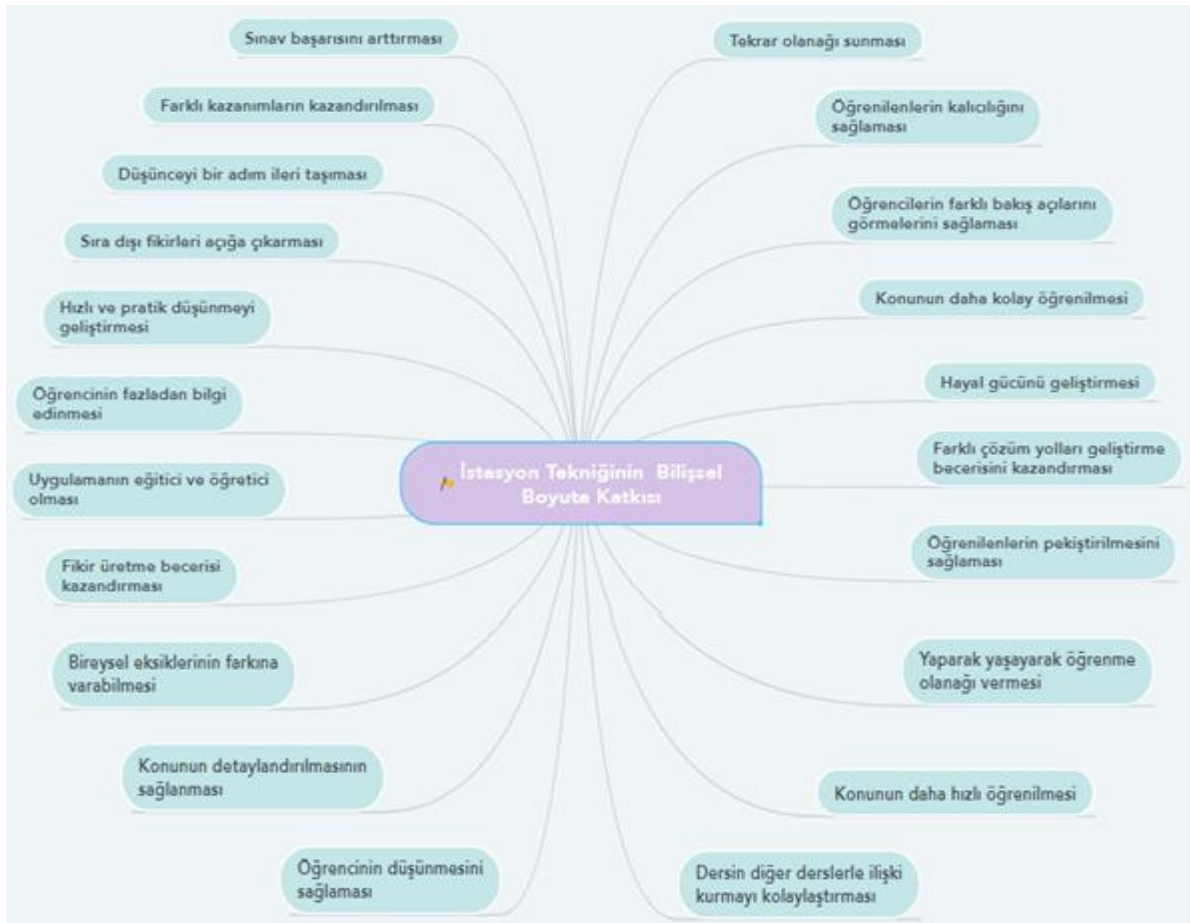 Sınav başarısını arttırması
Farklı kazanımların kazandırılması
Düşünceyi bir adım ileri taşıması
Sıra dışı fikirleri açığa çıkarması
Hızlı ve pratik düşünmeyi
geliştirmesi
Öğrencinin fazladan bilgi
edinmesi
Uygulamanın eğitici ve öğretici
olması
Fikir üretme becerisi
kazandırması
Bireysel eksiklerinin farkına
varabilmesi
Konunun detaylandırılmasının
sağlanması
Öğrencinin düşünmesini
sağlaması
İstasyon Tekniğinin Bilişsel
Boyuta Katkısı
Tekrar olanağı sunması
Öğrenilenlerin kalıcılığını
sağlaması
Öğrencilerin farklı bakış açılarını
görmelerini sağlaması
Konunun daha kolay öğrenilmesi
Hayal gücünü geliştirmesi
Farklı çözüm yolları geliştirme
becerisini kazandırması
Öğrenilenlerin pekiştirilmesini
sağlaması
Yaparak yaşayarak öğrenme
olanağı vermesi
Konunun daha hızlı öğrenilmesi
Dersin diğer derslerle ilişki
kurmayı kolaylaştırması